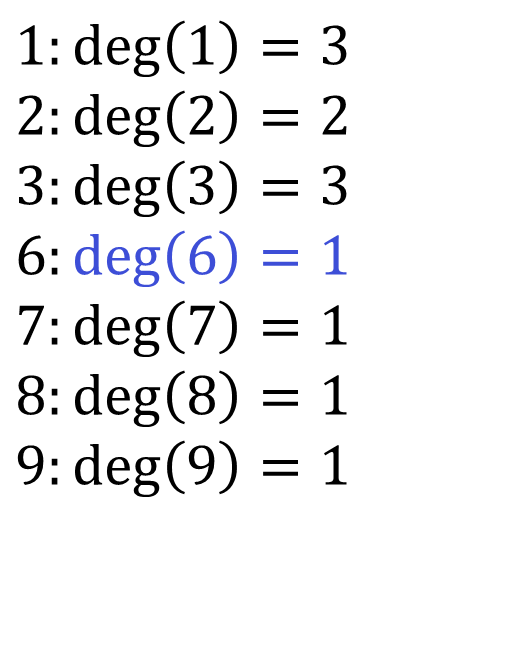 1: deg(1) = 3
2: deg(2) = 2
3: deg(3) = 3
6: deg(6) = 1
7: deg(7) = 1
8: deg(8) = 1
9: deg(9) = 1